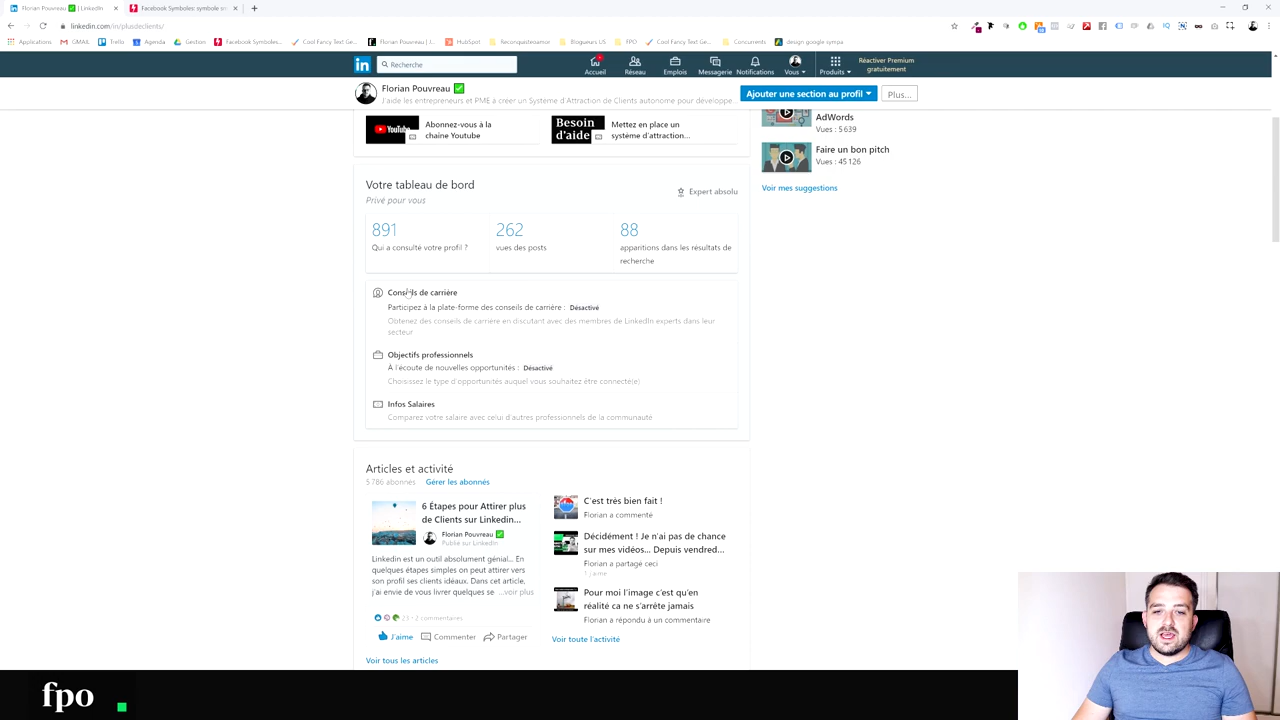 Florian Pouvreau ✅ | LinkedIn
Facebook Symboles: symbole sn
linkedin.com/in/plusdeclients/
Applications
GMAIL
Trello
Agenda
Gestion
Facebook Symboles...
Cool Fancy Text Ge...
Florian Pouvreau | J...
HubSpot
Reconquesteamor
Blogueurs US
FPO
Cool Fancy Text Ge...
Concurrents
design google sympa
in
Recherche
Accueil
Réseau
Emplois
Messagerie
Notifications
Vous
Produits
Réactiver Premium
gratuitement
Florian Pouvreau ✅
J'aide les entrepreneurs et PME à créer un Système d'Attraction de Clients autonome pour développe
Ajouter une section au profil
Plus...
YouTube
Abonnez-vous à la
chaîne Youtube
Besoin
d'aide
Mettez en place un
système d'attraction...
AdWords
Vues : 5 639
Faire un bon pitch
Vues : 45 126
Voir mes suggestions
Votre tableau de bord
Privé pour vous
Expert absolu
891
Qui a consulté votre profil ?
262
vues des posts
88
apparitions dans les résultats de
recherche
Conseils de carrière
Participez à la plate-forme des conseils de carrière : Désactivé
Obtenez des conseils de carrière en discutant avec des membres de LinkedIn experts dans leur
secteur
Objectifs professionnels
À l'écoute de nouvelles opportunités : Désactivé
Choisissez le type d'opportunités auquel vous souhaitez être connecté(e)
Infos Salaires
Comparez votre salaire avec celui d'autres professionnels de la communauté
Articles et activité
5 786 abonnés
Gérer les abonnés
6 Étapes pour Attirer plus
de Clients sur Linkedin...
Florian Pouvreau ✅
Publié sur LinkedIn
Linkedin est un outil absolument génial... En
quelques étapes simples on peut attirer vers
son profil ses clients idéaux. Dans cet article,
j'ai envie de vous livrer quelques se ...voir plus
23 · 2 commentaires
J'aime
Commenter
Partager
Voir tous les articles
C'est très bien fait !
Florian a commenté
Décidément ! Je n'ai pas de chance
sur mes vidéos... Depuis vendred...
Florian a partagé ceci
1 j'aime
Pour moi l'image c'est qu'en
réalité ca ne s'arrête jamais
Florian a répondu à un commentaire
Voir toute l'activité
fpo